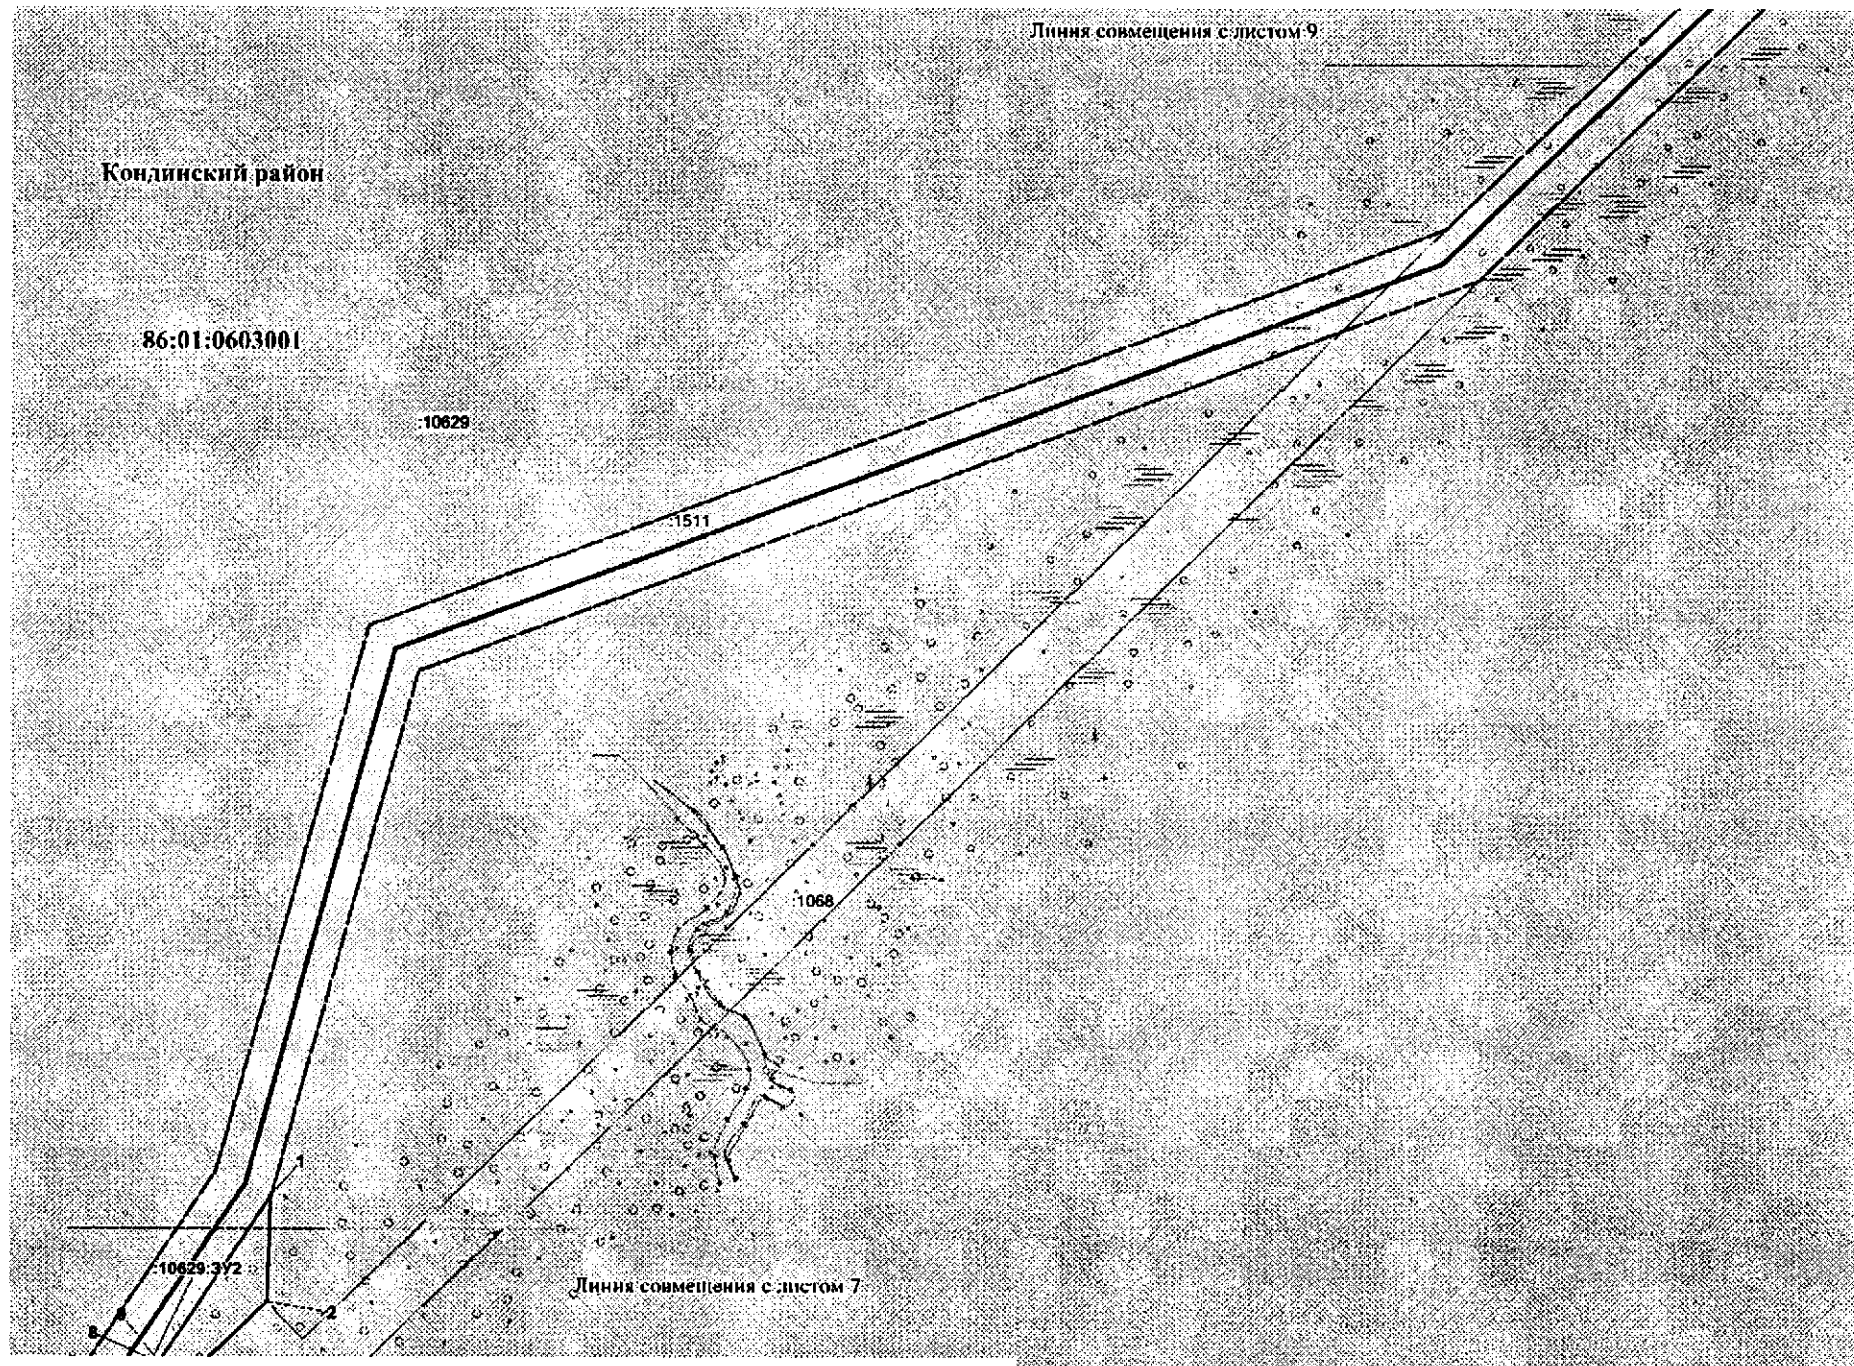 Линия совмещения с листом 9
Кондинский район
86:01:0603001
:10629
:1511
:1068
1
:10629:ЗУ2
Линия совмещения с листом 7
2
8